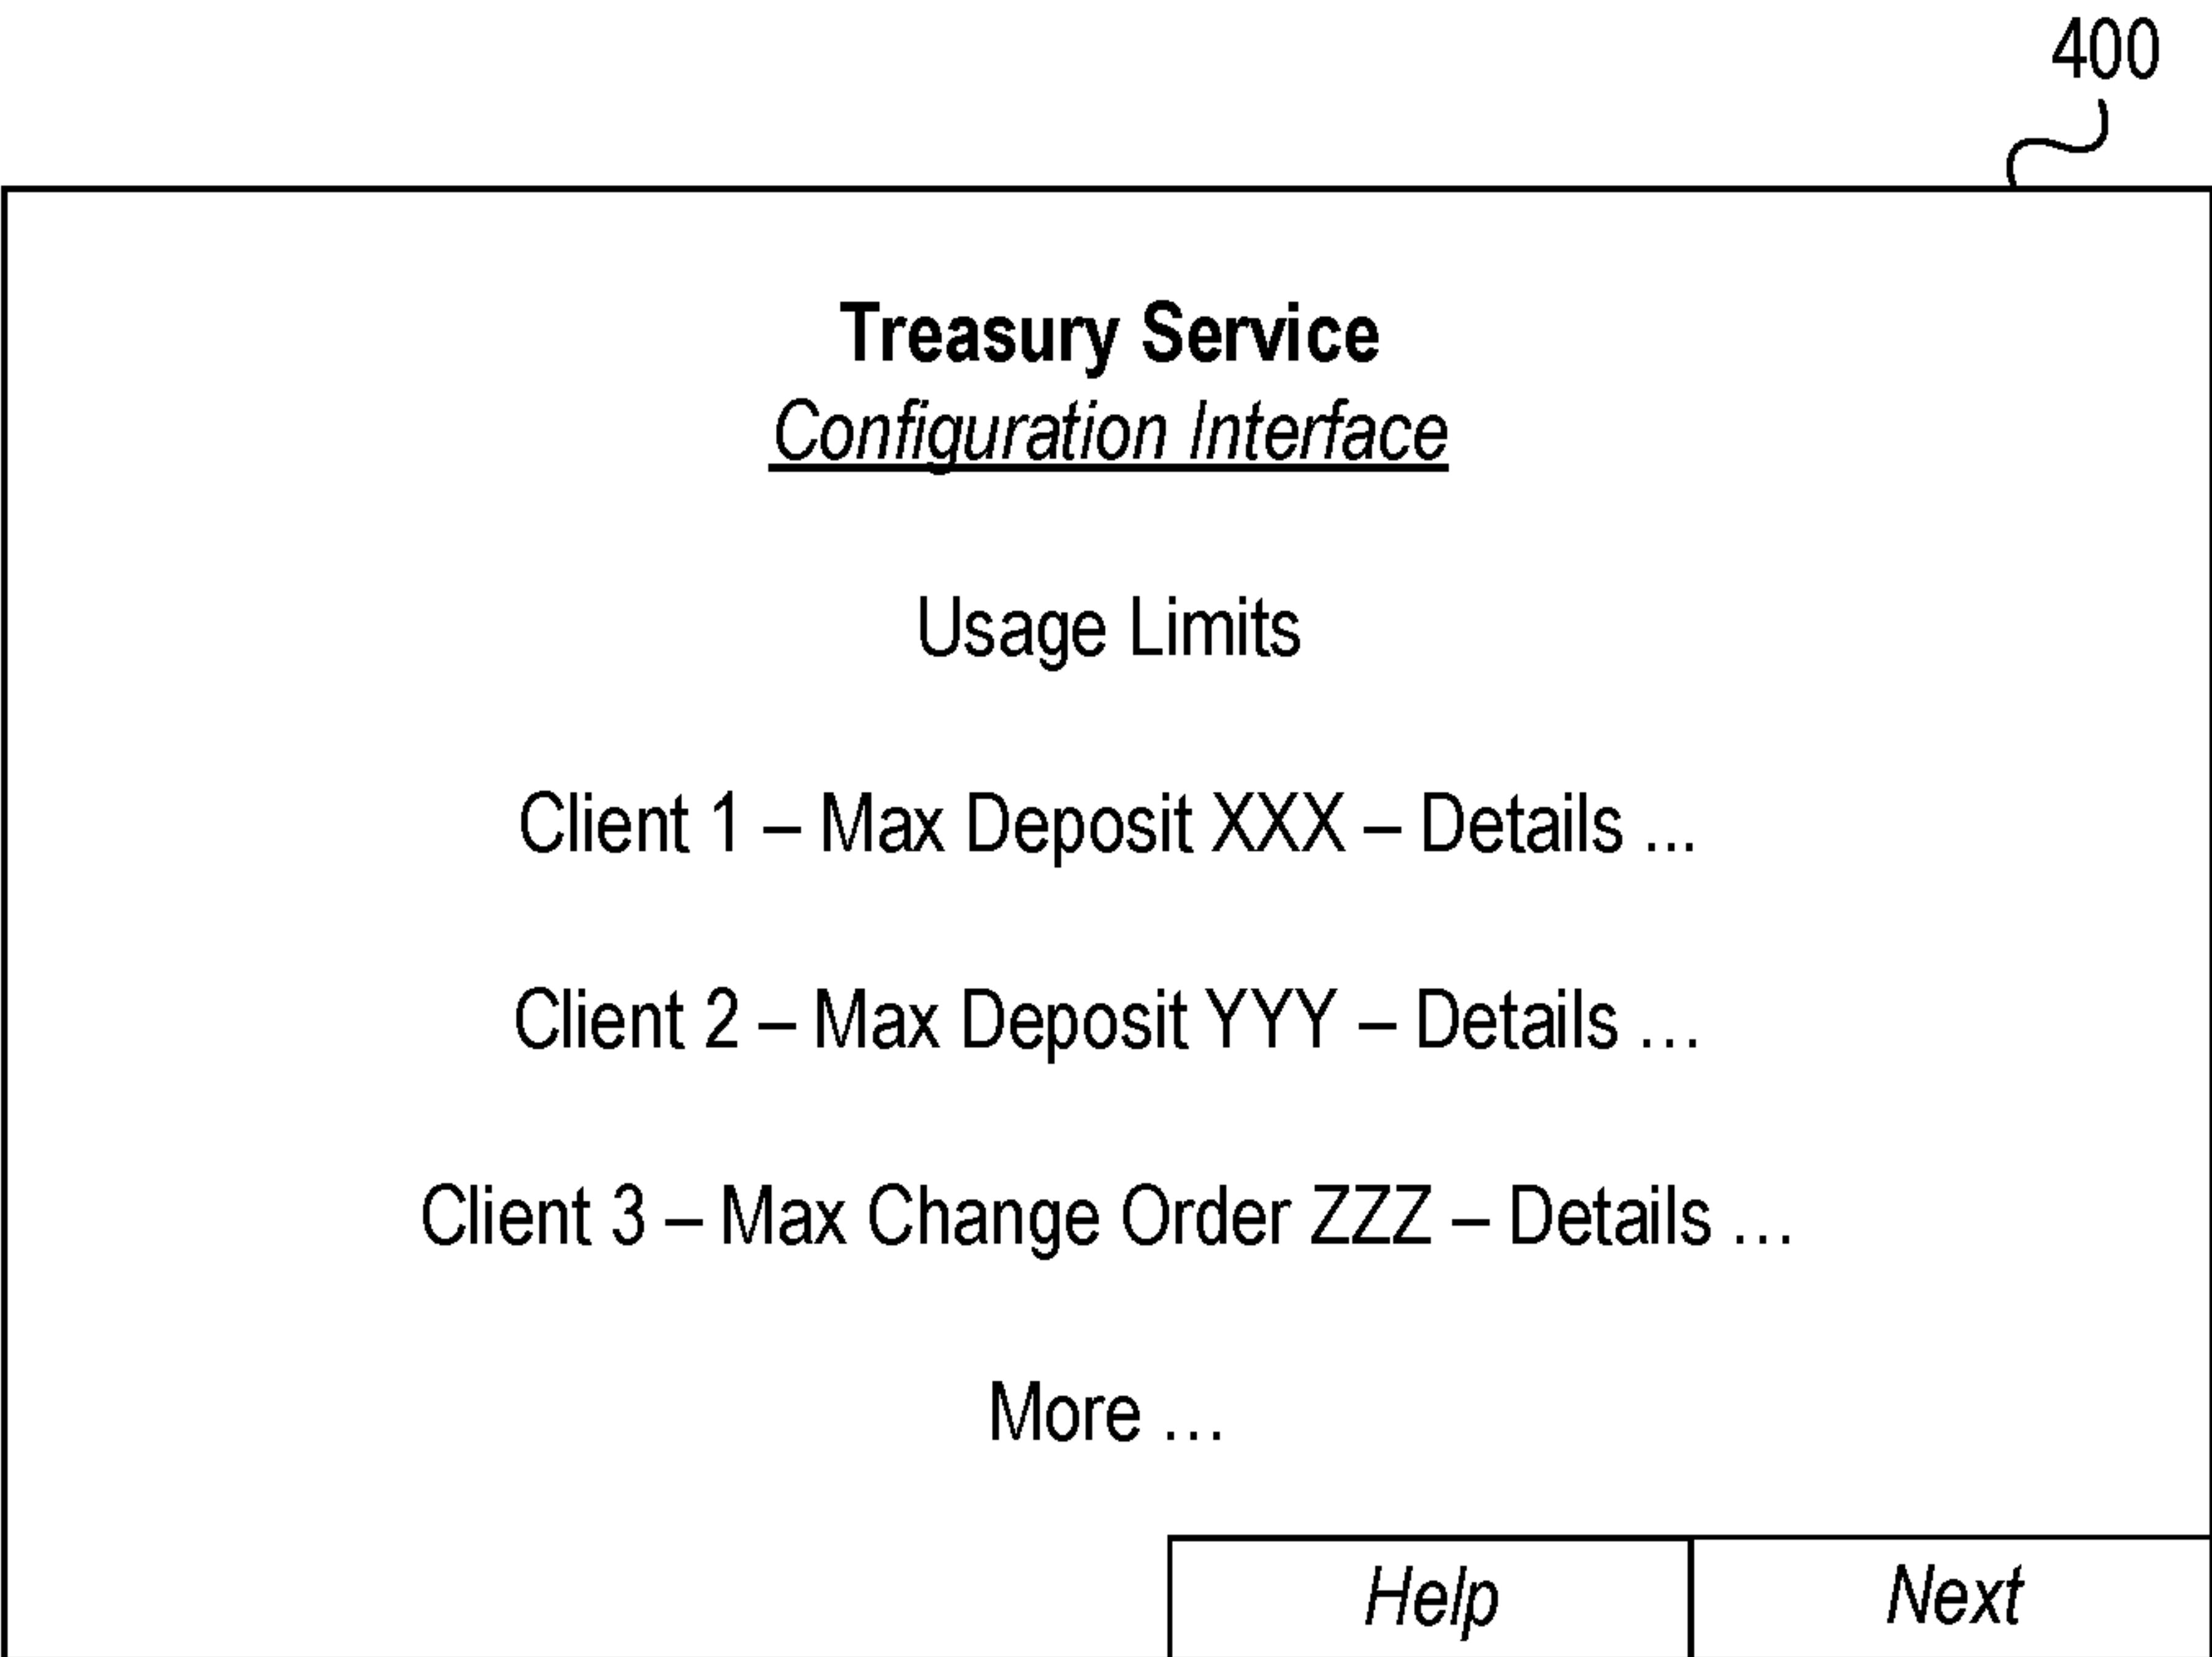 400
Treasury Service
Configuration Interface
Usage Limits
Client 1 – Max Deposit XXX – Details ...
Client 2 – Max Deposit YYY – Details ...
Client 3 – Max Change Order ZZZ – Details ...
More ...
Help
Next